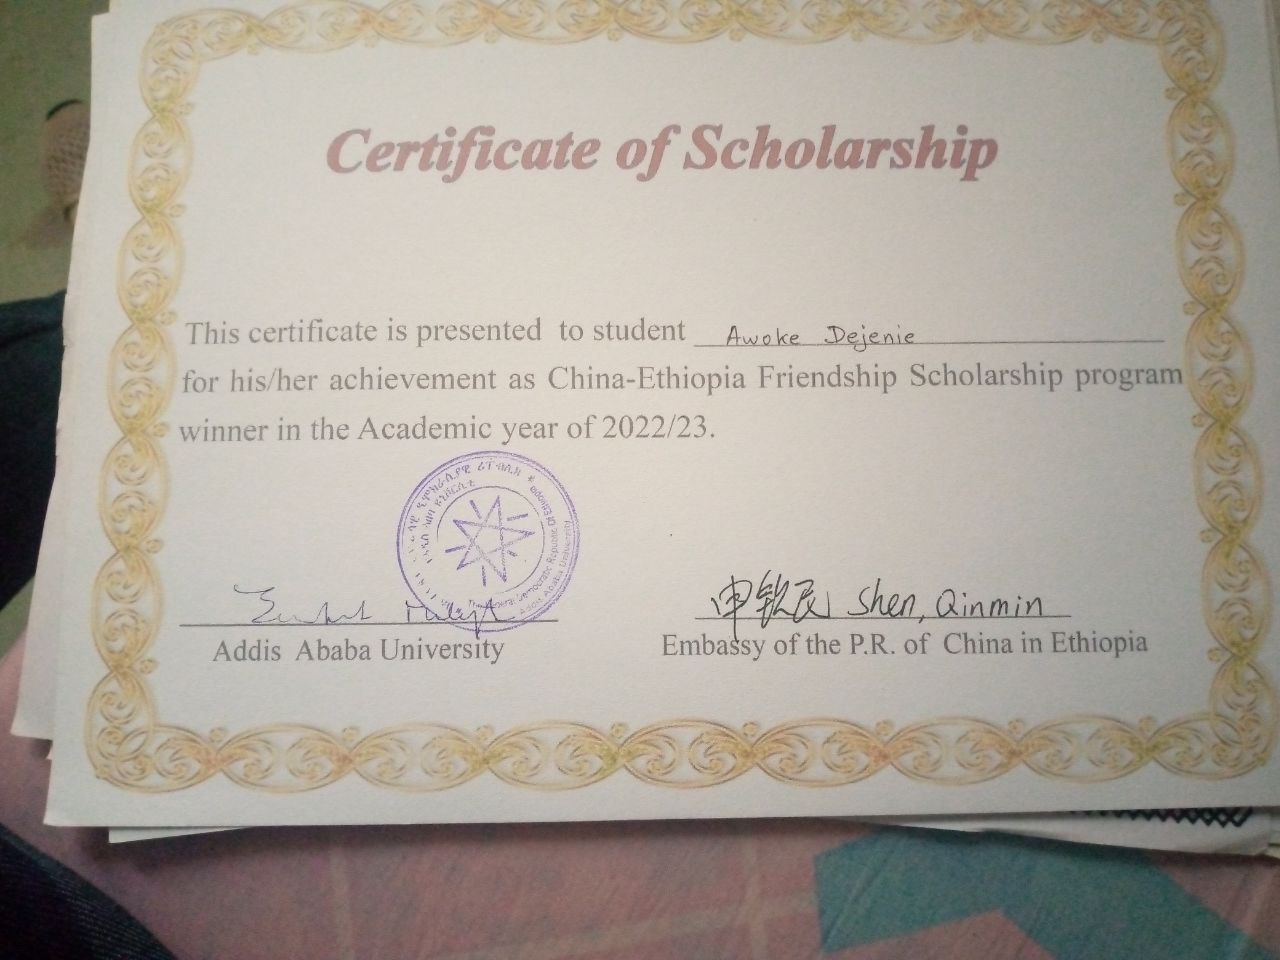 Certificate of Scholarship
This certificate is presented to student Awoke Dejenie
for his/her achievement as China-Ethiopia Friendship Scholarship program
winner in the Academic year of 2022/23.
The Federal Democratic Republic Of Ethiopia
Addis Ababa University
申钦民 Shen, Qinmin
Addis Ababa University
Embassy of the P.R. of China in Ethiopia